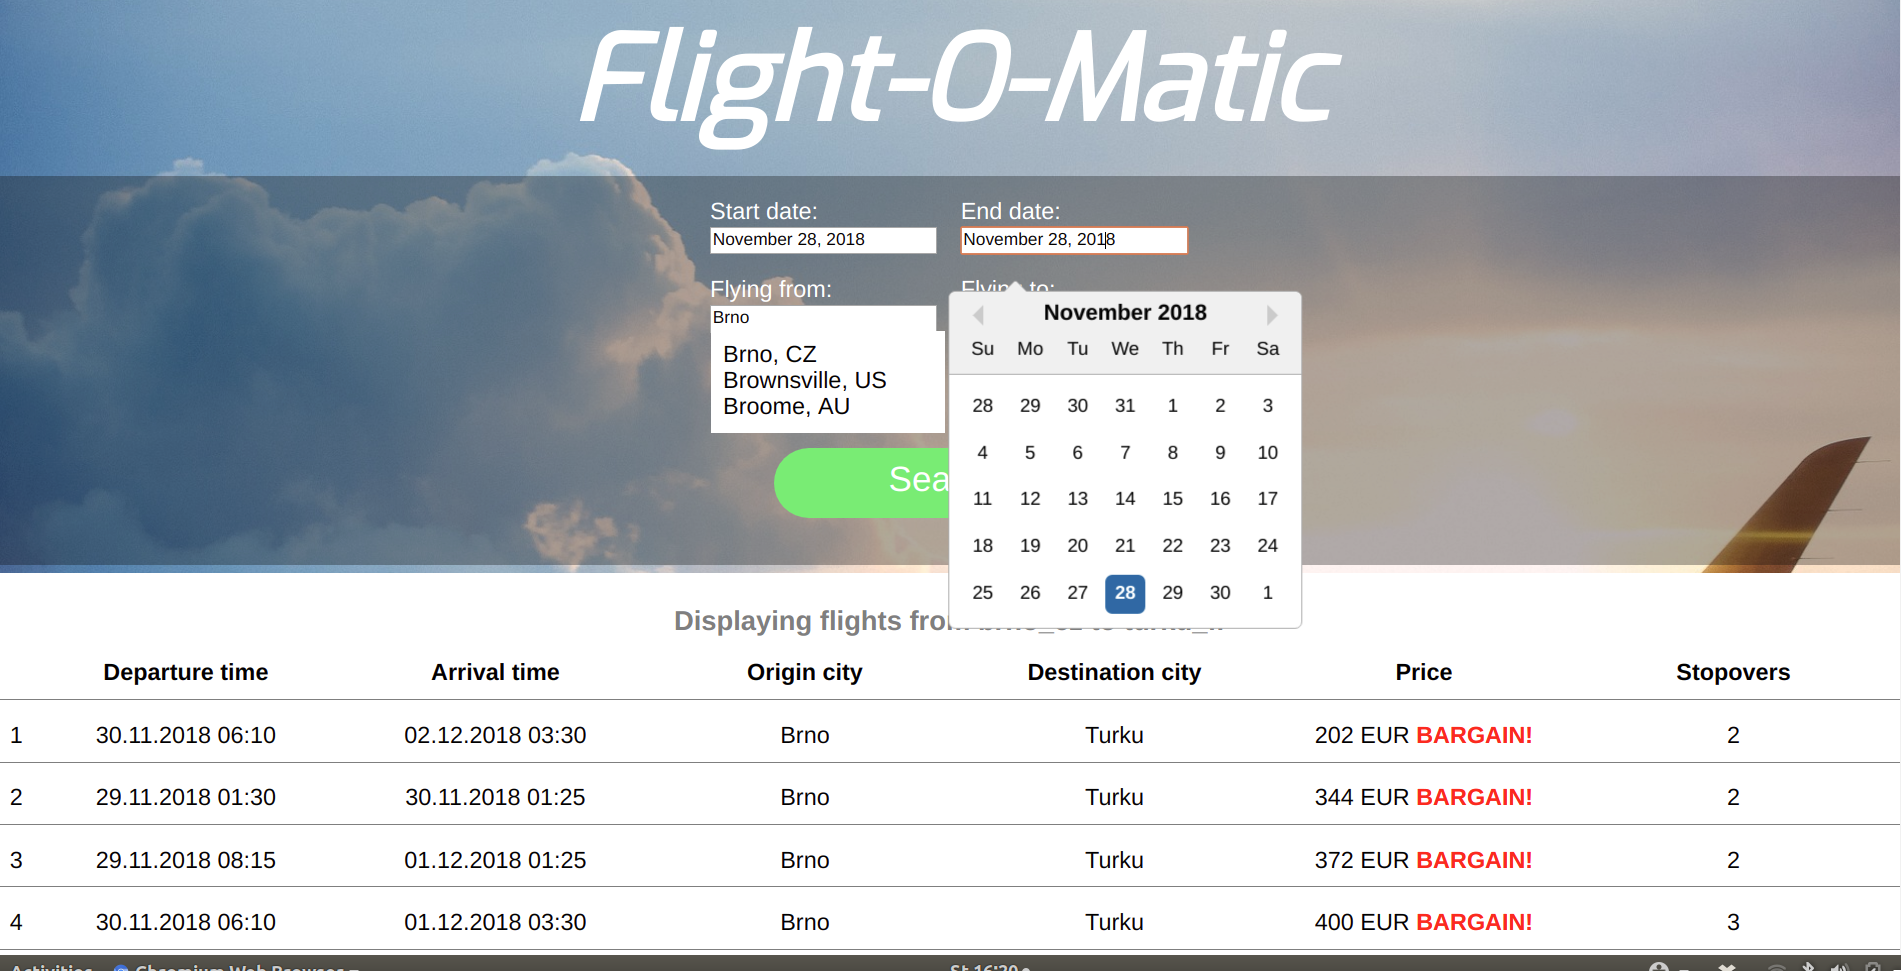 Flight-O-Matic
Start date:
End date:
November 28, 2018
November 28, 2018
Flying from:
Flying to:
Brno
Brno, CZ
Brownsville, US
Broome, AU
November 2018
Su Mo Tu We Th Fr Sa
28 29 30 31 1 2 3
4 5 6 7 8 9 10
11 12 13 14 15 16 17
18 19 20 21 22 23 24
25 26 27 28 29 30 1
Sea
Displaying flights from
Departure time Arrival time Origin city Destination city Price Stopovers
1 30.11.2018 06:10 02.12.2018 03:30 Brno Turku 202 EUR BARGAIN! 2
2 29.11.2018 01:30 30.11.2018 01:25 Brno Turku 344 EUR BARGAIN! 2
3 29.11.2018 08:15 01.12.2018 01:25 Brno Turku 372 EUR BARGAIN! 2
4 30.11.2018 06:10 01.12.2018 03:30 Brno Turku 400 EUR BARGAIN! 3
Activities Chromium Web Browser
St 16:20